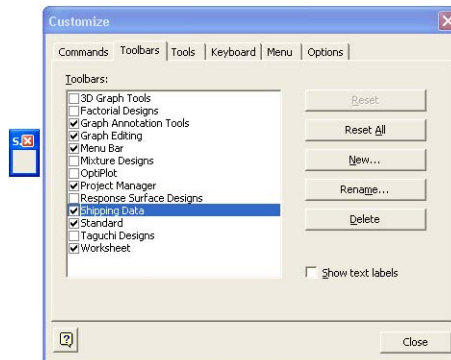 Customize
Commands Toolbars Tools Keyboard Menu Options
Toolbars:
3D Graph Tools
Factorial Designs
Graph Annotation Tools
Graph Editing
Menu Bar
Mixture Designs
OptiPlot
Project Manager
Response Surface Designs
Shipping Data
Standard
Taguchi Designs
Worksheet
Reset
Reset All
New...
Rename...
Delete
Show text labels
Close
s.
?